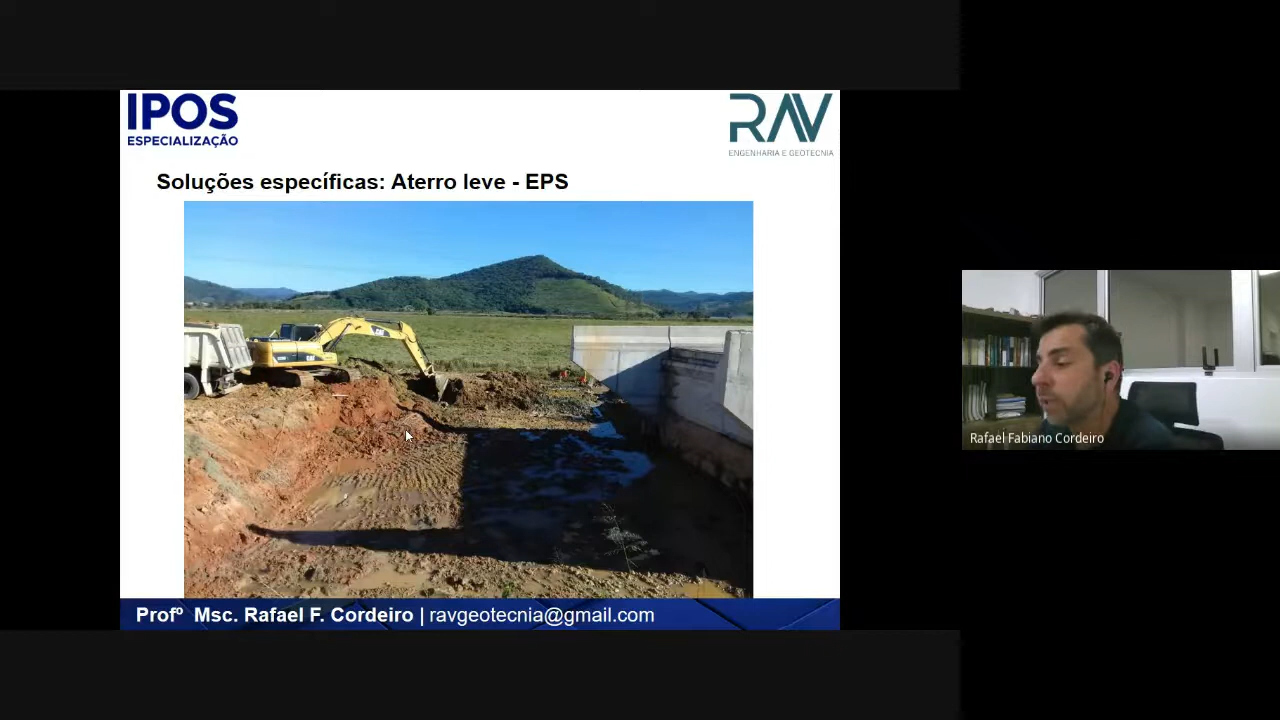 IPOS
ESPECIALIZAÇÃO
RAV
ENGENHARIA E GEOTECNIA
Soluções específicas: Aterro leve - EPS
CAT
Profº Msc. Rafael F. Cordeiro | ravgeotecnia@gmail.com
Rafael Fabiano Cordeiro